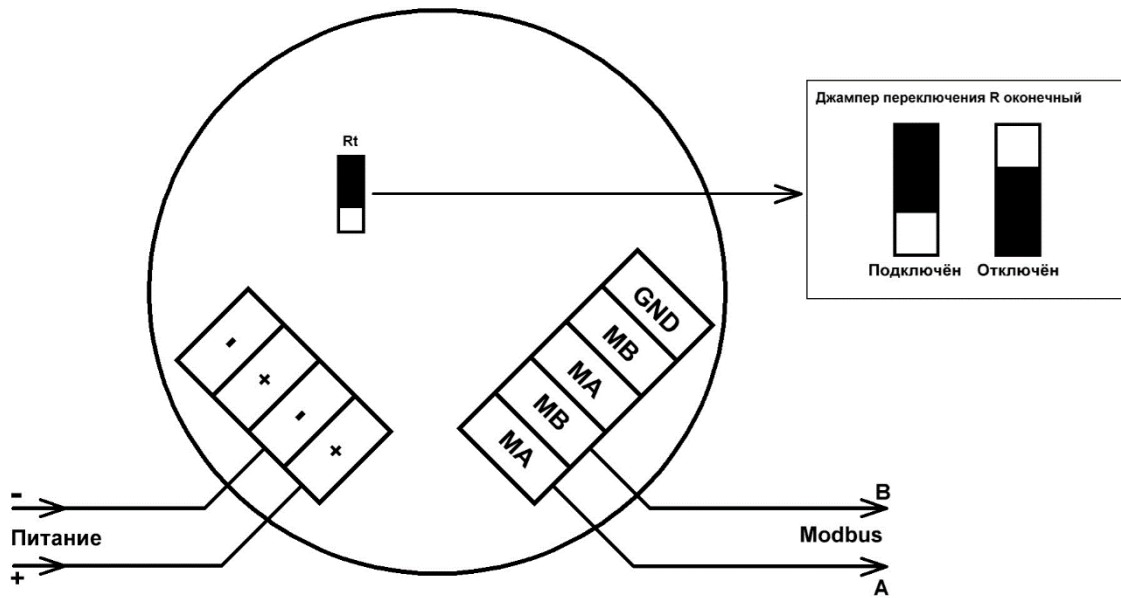 Джампер переключения R оконечный
Rt
Подключён Отключён
GND
MB
MA
MB
MA
-
+
-
+
-
Питание
+
B
Modbus
A